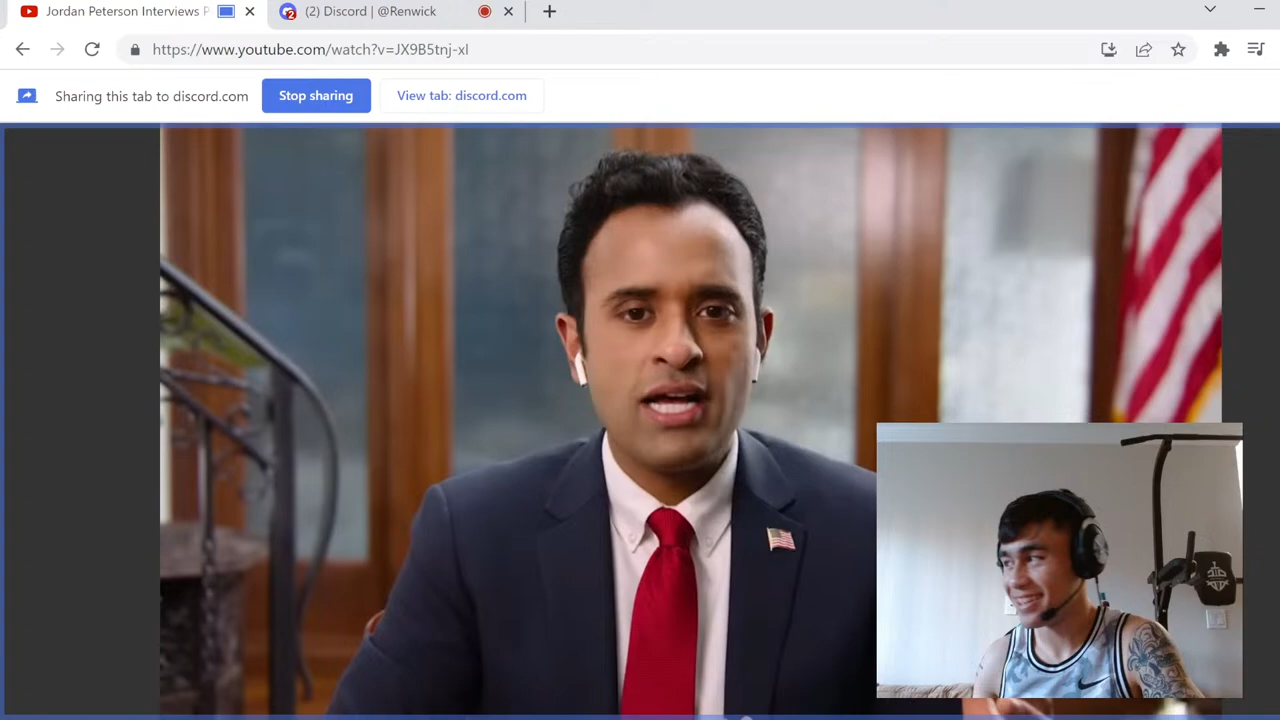 Jordan Peterson Interviews P
(2) Discord | @Renwick
https://www.youtube.com/watch?v=JX9B5tnj-xI
Sharing this tab to discord.com
Stop sharing
View tab: discord.com